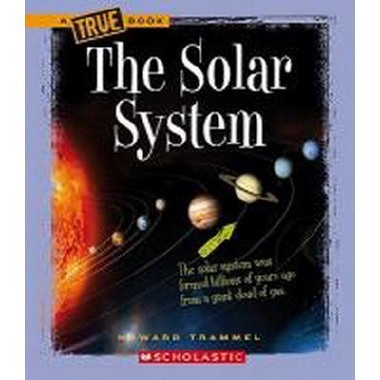 A TRUE BOOK
The Solar
System
The solar system was
formed billions of years ago
from a giant cloud of gas.
HOWARD TRAMMEL
SCHOLASTIC